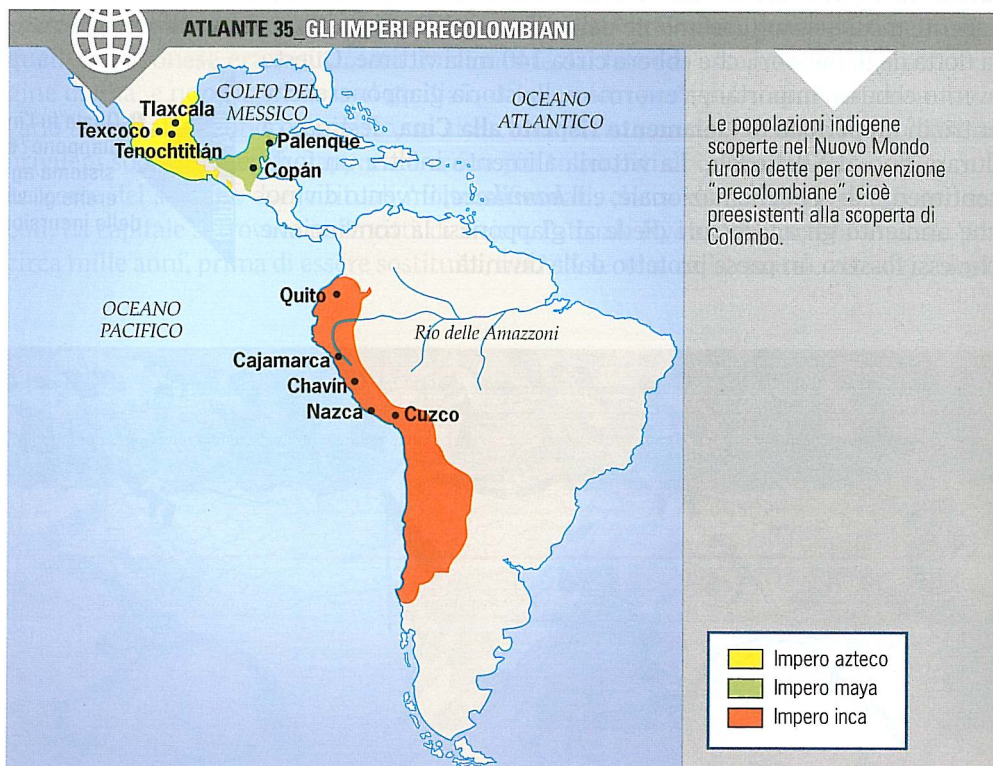 ATLANTE 35_GLI IMPERI PRECOLOMBIANI
GOLFO DEL
MESSICO
OCEANO
ATLANTICO
Tlaxcala
Texcoco
Tenochtitlán
Palenque
Copán
Quito
OCEANO
PACIFICO
Rio delle Amazzoni
Cajamarca
Chavín
Nazca
Cuzco
Le popolazioni indigene
scoperte nel Nuovo Mondo
furono dette per convenzione
"precolombiane", cioè
preesistenti alla scoperta di
Colombo.
Impero azteco
Impero maya
Impero inca